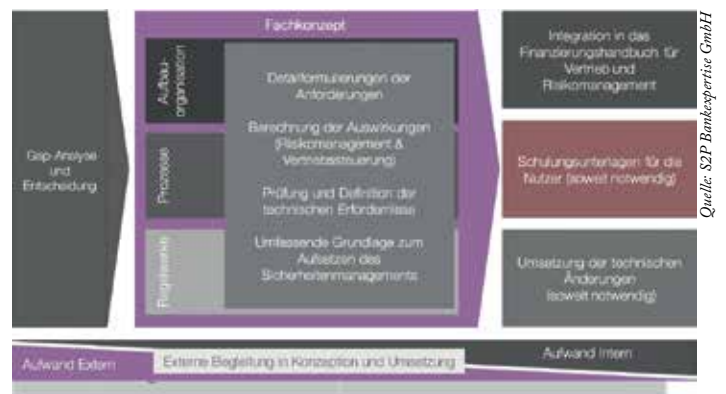 Gap-Analyse
und
Entscheidung
Fachkonzept
Aufbau-
organisation
Prozesse
Detailformulierungen der
Anforderungen
Berechnung der Auswirkungen
(Risikomanagement &
Vertriebssteuerung)
Prüfung und Definition der
technischen Erfordernisse
Umfassende Grundlage zum
Aufsetzen des
Sicherheitenmanagements
Integration in das
Finanzierungshandbuch für
Vertrieb und
Risikomanagement
Schulungsunterlagen für die
Nutzer (soweit notwendig)
Umsetzung der technischen
Änderungen
(soweit notwendig)
Aufwand Extern
Externe Begleitung in Konzeption und Umsetzung
Aufwand Intern
Quelle: S2P Bankexpertise GmbH